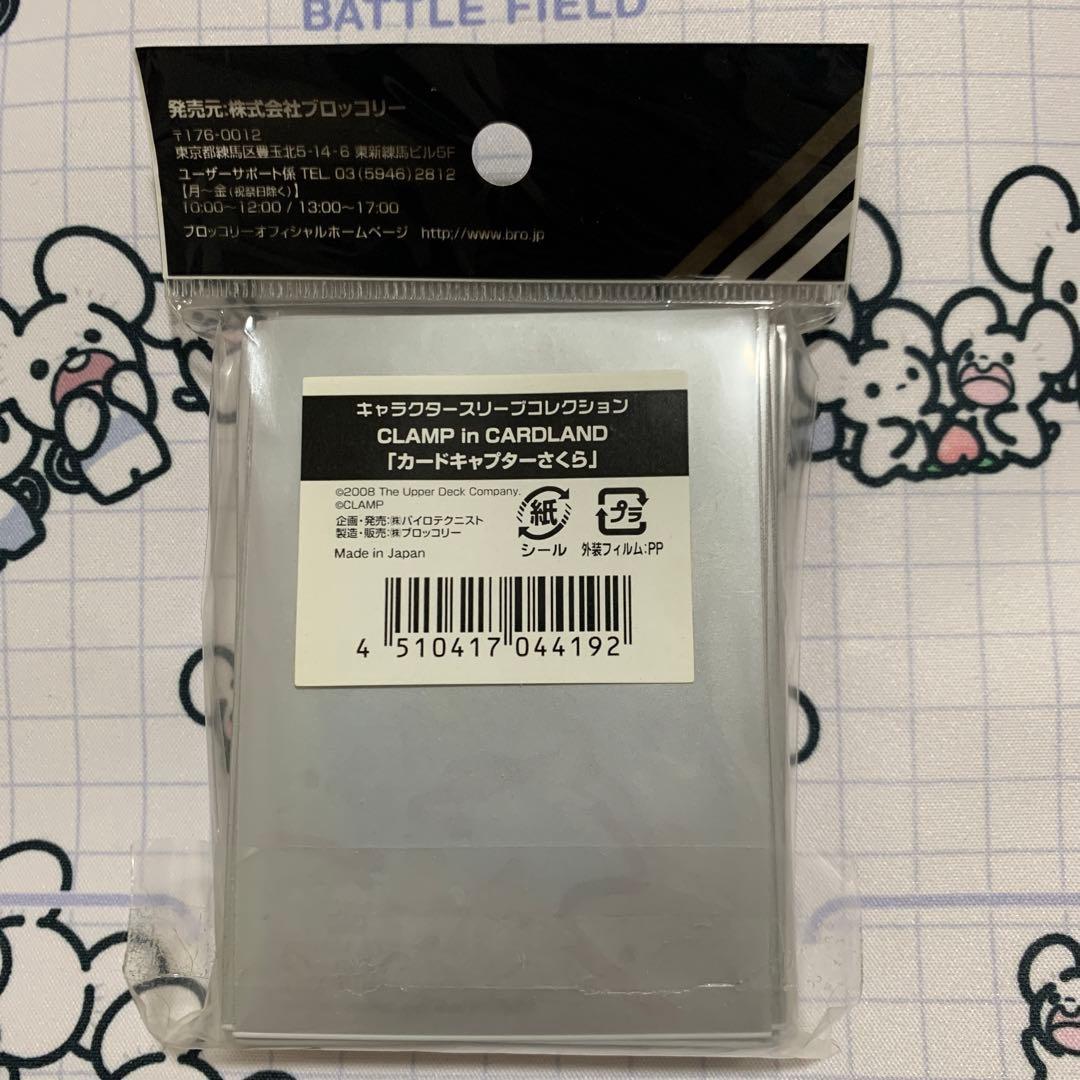 BATTLE FIELD
発売元:株式会社ブロッコリー
〒176-0012
東京都練馬区豊玉北5-14-6 東新練馬ビル5F
ユーザーサポート係 TEL. 03(5946)2812
【月～金(祝祭日除く)】
10:00～12:00 / 13:00～17:00
ブロッコリーオフィシャルホームページ http;//www.bro.jp
キャラクタースリーブコレクション
CLAMP in CARDLAND
「カードキャプターさくら」
©2008 The Upper Deck Company.
©CLAMP
企画・発売:㈱パイロテクニスト
製造・販売:㈱ブロッコリー
Made in Japan
紙
シール
プラ
外装フィルム:PP
4 510417 044192